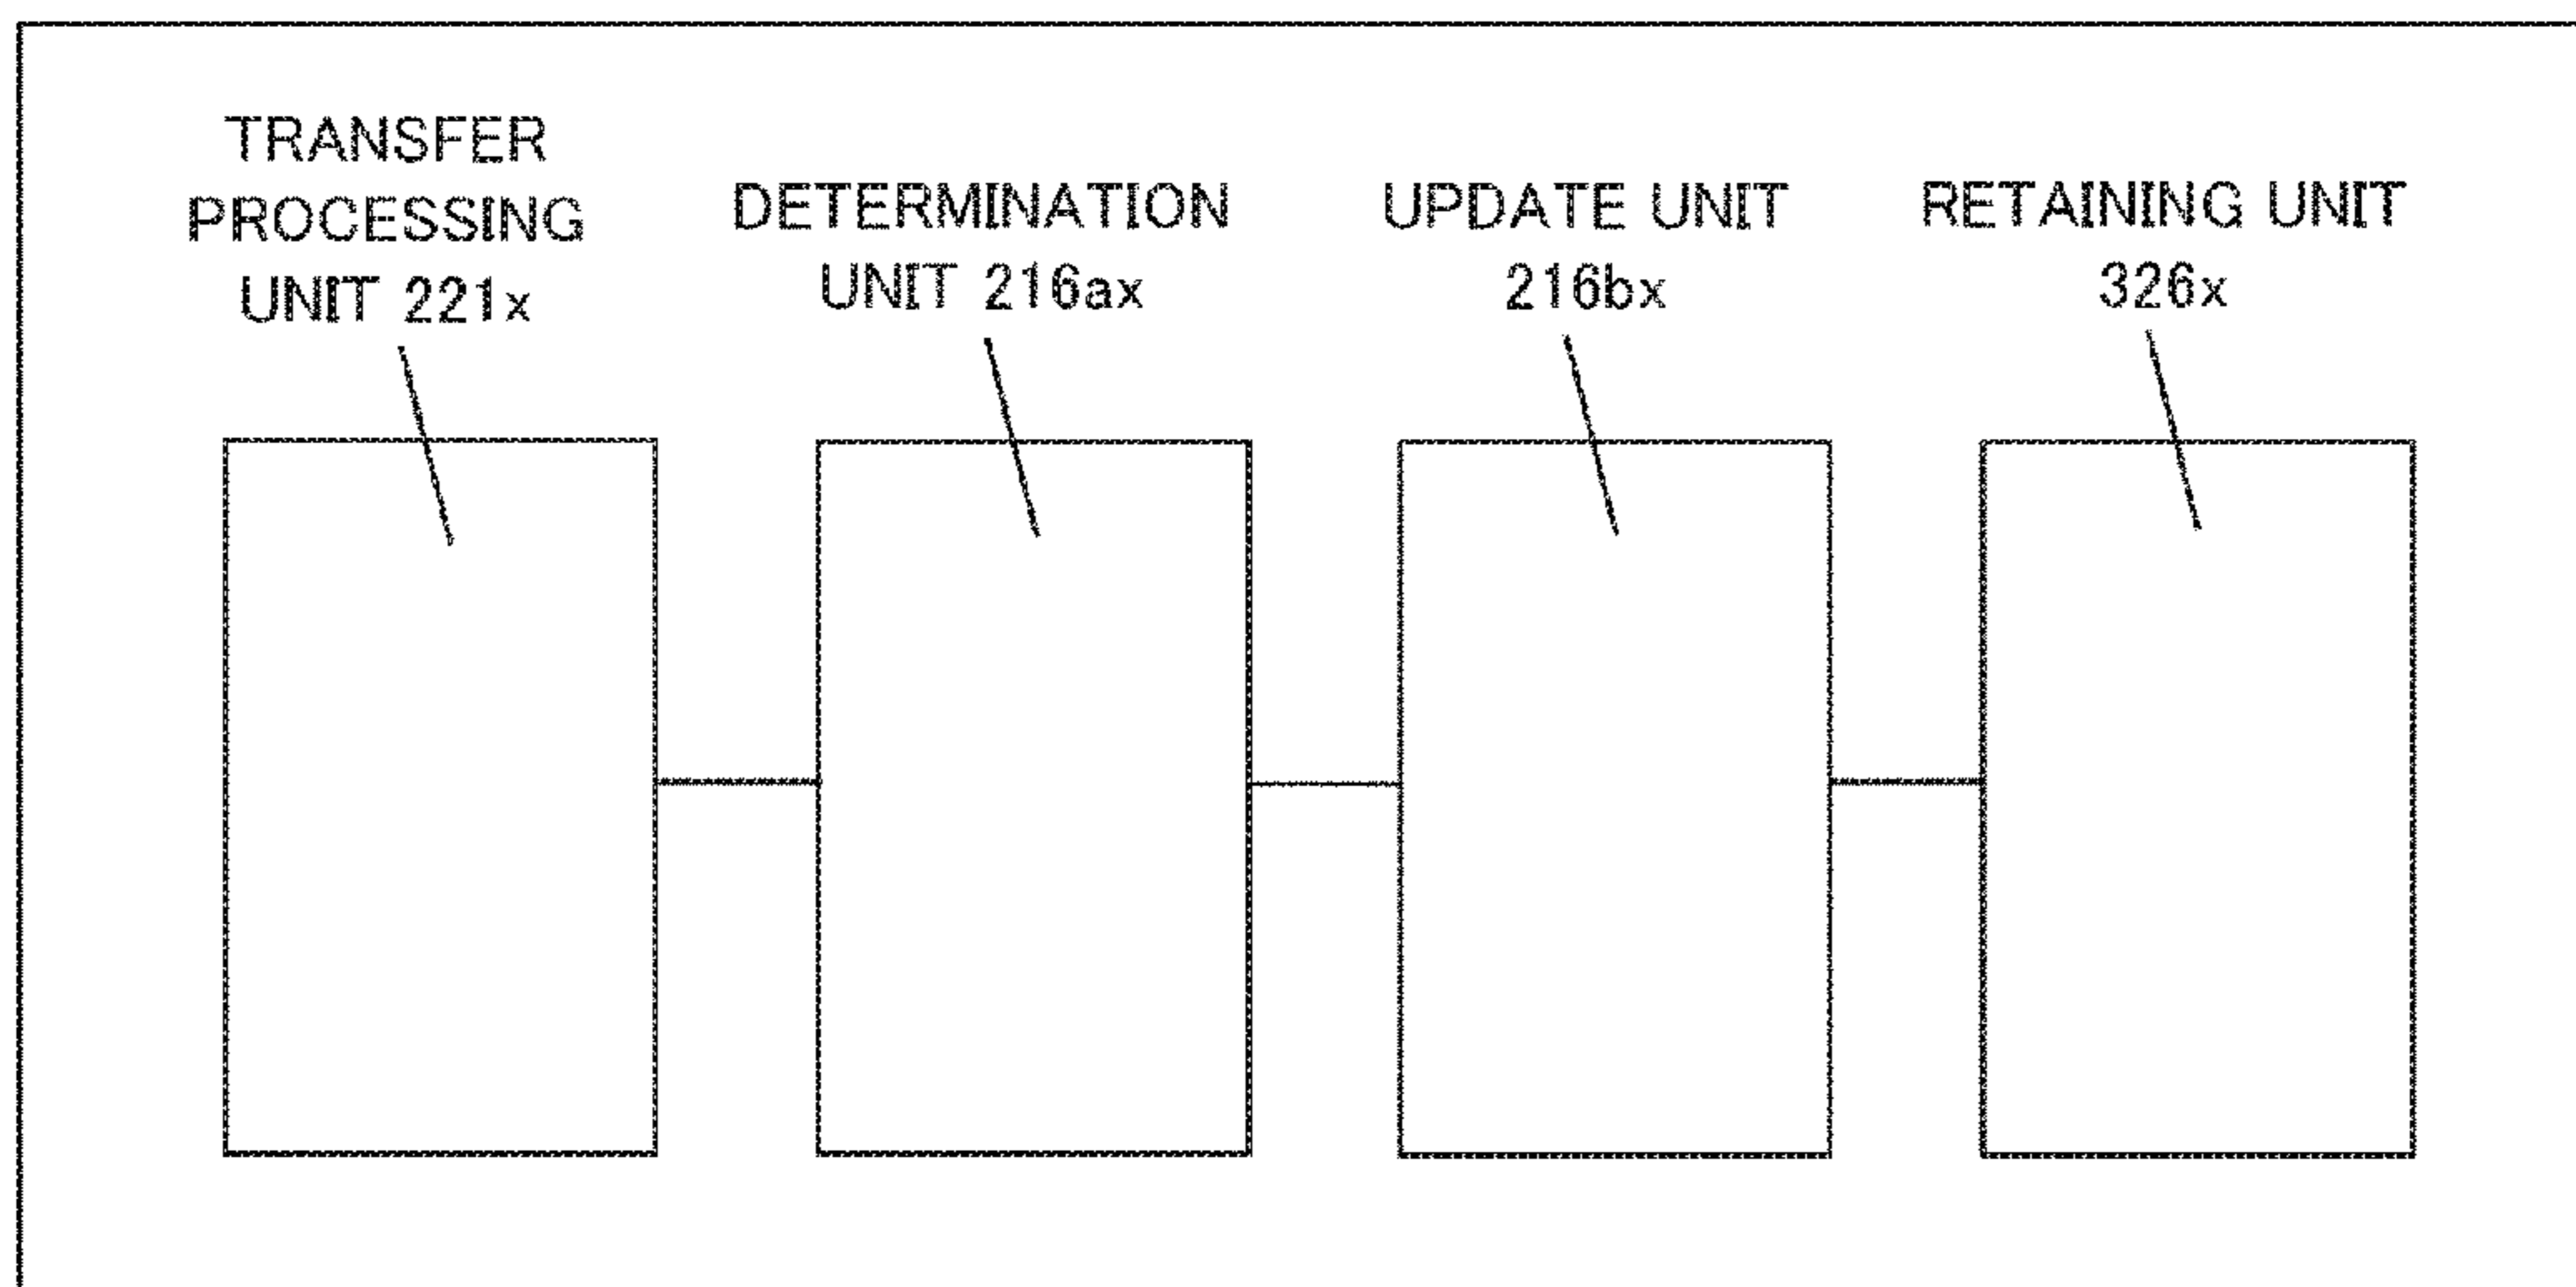 TRANSFER
PROCESSING
UNIT 221x
DETERMINATION
UNIT 216ax
UPDATE UNIT
216bx
RETAINING UNIT
326x